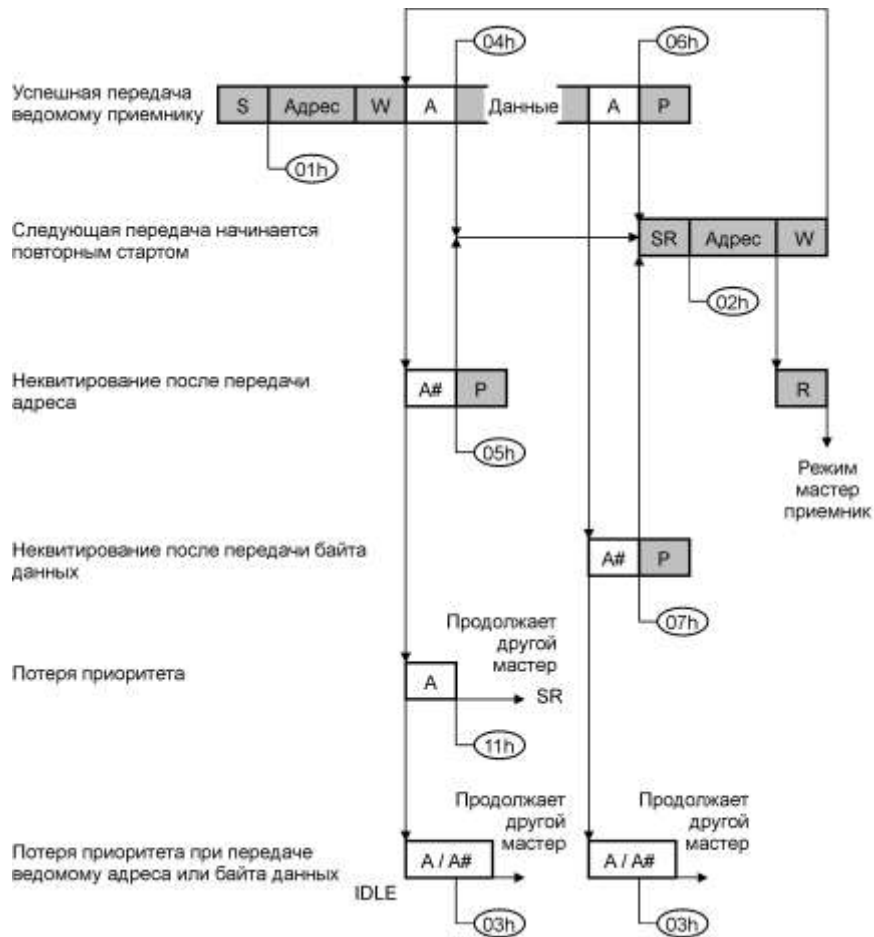 04h
06h
Успешная передача
ведомому приемнику
S Адрес W A Данные A P
01h
Следующая передача начинается
повторным стартом
SR Адрес W
02h
Неквитирование после передачи
адреса
A# P
R
05h
Режим
мастер
приемник
Неквитирование после передачи байта
данных
A# P
07h
Продолжает
другой
мастер
Потеря приоритета
A
SR
11h
Продолжает
другой
мастер
Продолжает
другой
мастер
Потеря приоритета при передаче
ведомому адреса или байта данных
A / A#
A / A#
IDLE
03h
03h